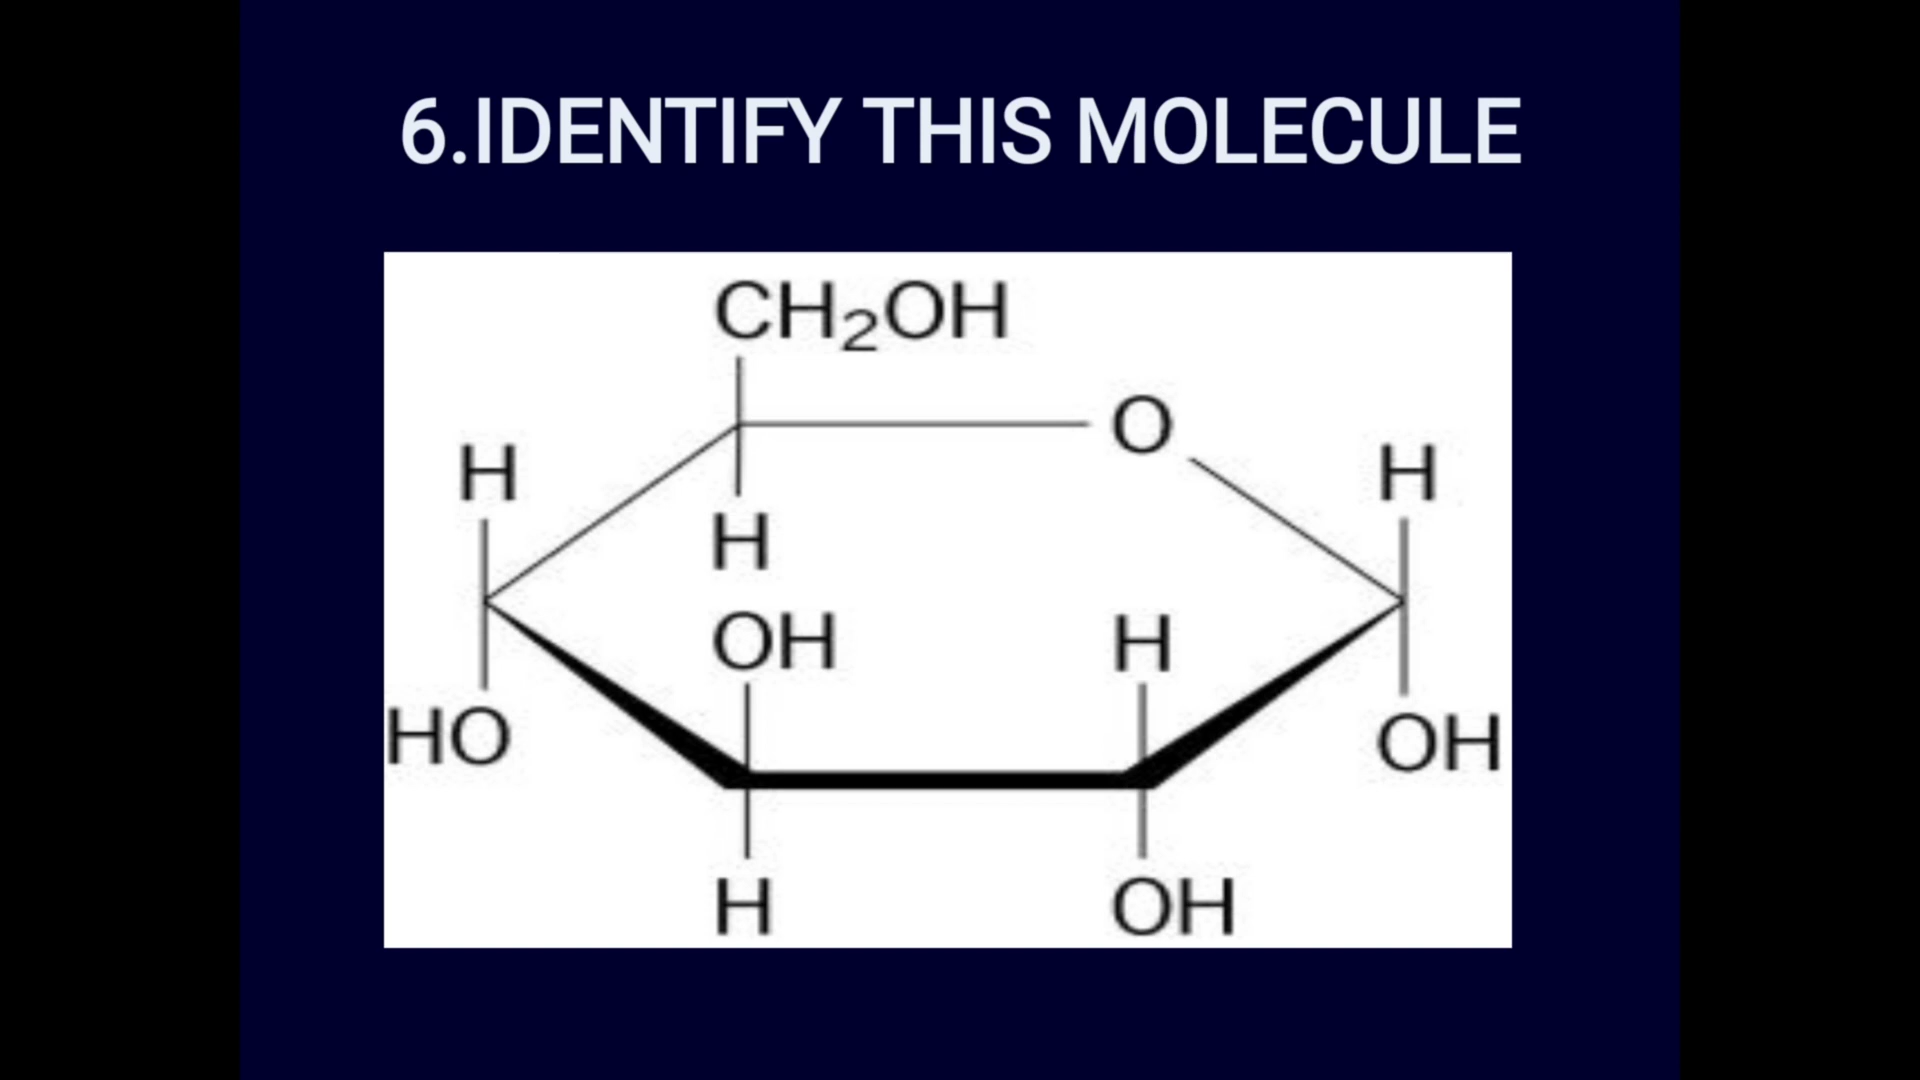 6.IDENTIFY THIS MOLECULE
CH₂OH
O
H
H
H
OH
H
HO
OH
H
OH